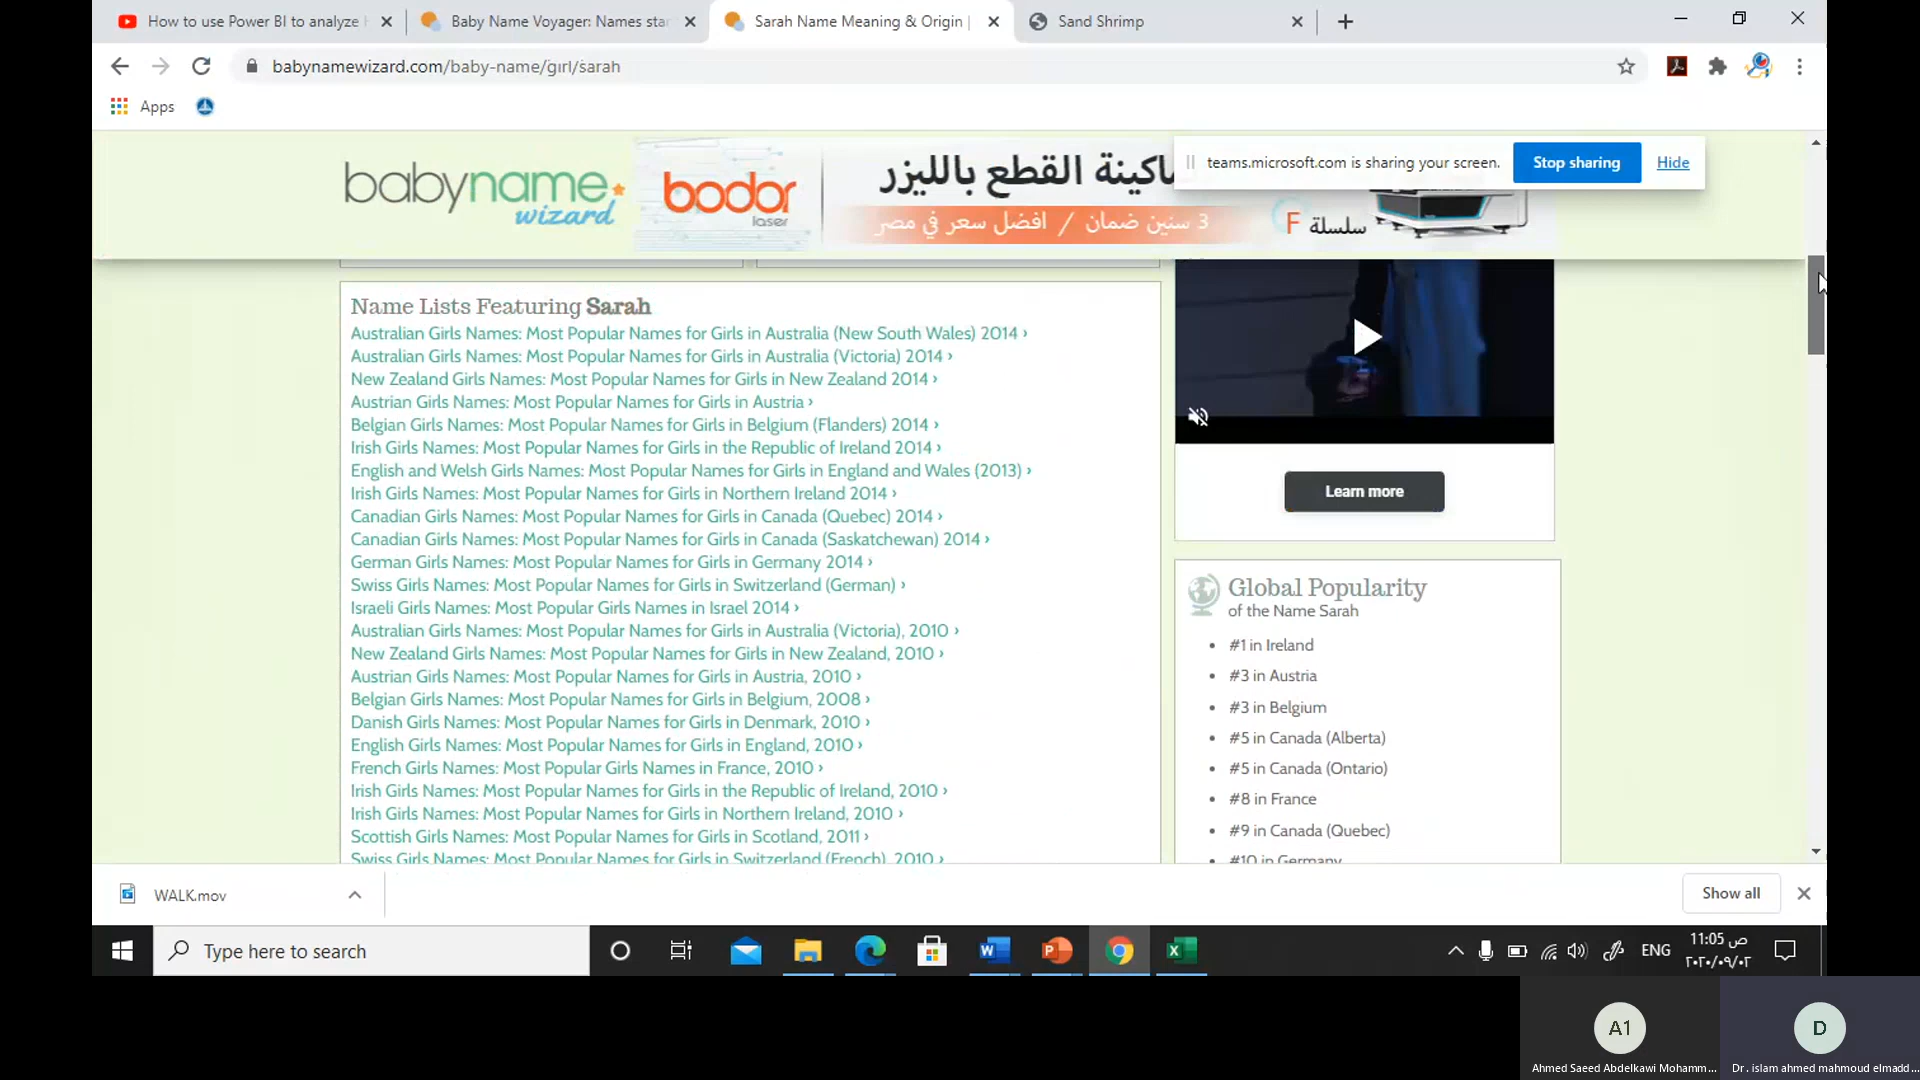 How to use Power BI to analyze
Baby Name Voyager: Names star
Sarah Name Meaning & Origin |
Sand Shrimp
babynamewizard.com/baby-name/girl/sarah
Apps
babyname
wizard
bodor
laser
ماكينة القطع بالليزر
3 سنين ضمان / افضل سعر في مصر
سلسلة F
teams.microsoft.com is sharing your screen.
Stop sharing
Hide
Name Lists Featuring Sarah
Australian Girls Names: Most Popular Names for Girls in Australia (New South Wales) 2014 ›
Australian Girls Names: Most Popular Names for Girls in Australia (Victoria) 2014 ›
New Zealand Girls Names: Most Popular Names for Girls in New Zealand 2014 ›
Austrian Girls Names: Most Popular Names for Girls in Austria ›
Belgian Girls Names: Most Popular Names for Girls in Belgium (Flanders) 2014 ›
Irish Girls Names: Most Popular Names for Girls in the Republic of Ireland 2014 ›
English and Welsh Girls Names: Most Popular Names for Girls in England and Wales (2013) ›
Irish Girls Names: Most Popular Names for Girls in Northern Ireland 2014 ›
Canadian Girls Names: Most Popular Names for Girls in Canada (Quebec) 2014 ›
Canadian Girls Names: Most Popular Names for Girls in Canada (Saskatchewan) 2014 ›
German Girls Names: Most Popular Names for Girls in Germany 2014 ›
Swiss Girls Names: Most Popular Names for Girls in Switzerland (German) ›
Israeli Girls Names: Most Popular Girls Names in Israel 2014 ›
Australian Girls Names: Most Popular Names for Girls in Australia (Victoria), 2010 ›
New Zealand Girls Names: Most Popular Names for Girls in New Zealand, 2010 ›
Austrian Girls Names: Most Popular Names for Girls in Austria, 2010 ›
Belgian Girls Names: Most Popular Names for Girls in Belgium, 2008 ›
Danish Girls Names: Most Popular Names for Girls in Denmark, 2010 ›
English Girls Names: Most Popular Names for Girls in England, 2010 ›
French Girls Names: Most Popular Girls Names in France, 2010 ›
Irish Girls Names: Most Popular Names for Girls in the Republic of Ireland, 2010 ›
Irish Girls Names: Most Popular Names for Girls in Northern Ireland, 2010 ›
Scottish Girls Names: Most Popular Names for Girls in Scotland, 2011 ›
Swiss Girls Names: Most Popular Names for Girls in Switzerland (French), 2010 ›
Learn more
Global Popularity
of the Name Sarah
#1 in Ireland
#3 in Austria
#3 in Belgium
#5 in Canada (Alberta)
#5 in Canada (Ontario)
#8 in France
#9 in Canada (Quebec)
#10 in Germany
WALK.mov
Show all
Type here to search
ENG
11:05 ص
٢٠٢٠/٠٩/٠٢
A1
D
Ahmed Saeed Abdelkawi Mohamm...
Dr. islam ahmed mahmoud elmadd...